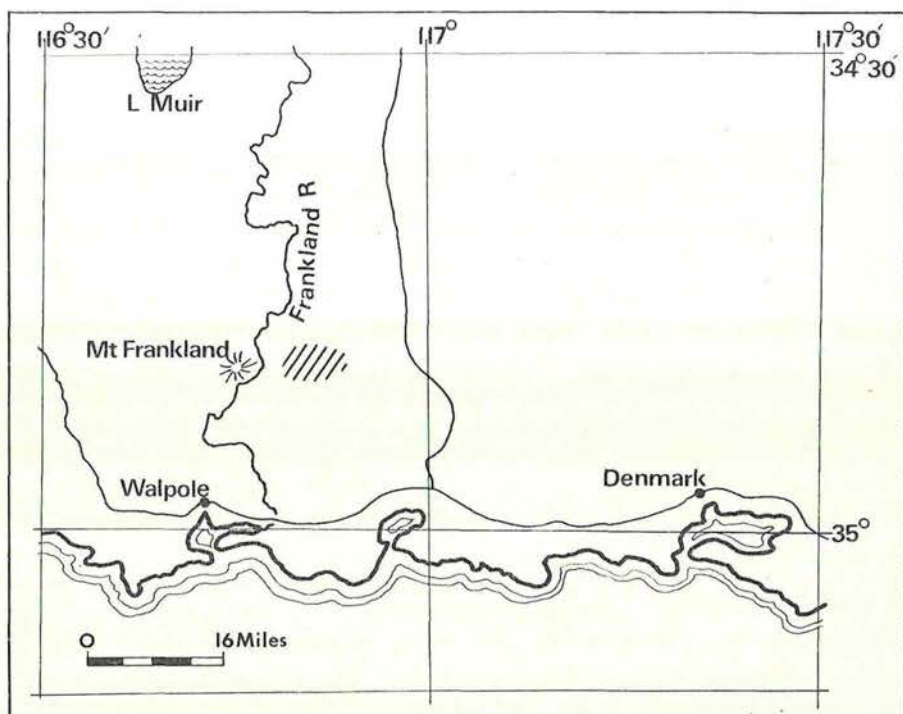 116°30′
117°
117°30′
34°30′
L Muir
Frankland R
Mt Frankland
Walpole
Denmark
35°
0
16 Miles